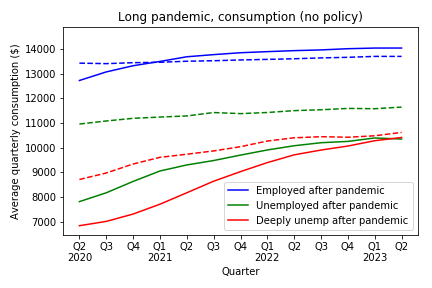 Long pandemic, consumption (no policy)
Average quarterly consumption ($)
14000
13000
12000
11000
10000
9000
8000
7000
Employed after pandemic
Unemployed after pandemic
Deeply unemp after pandemic
Q2 Q3 Q4 Q1 Q2 Q3 Q4 Q1 Q2 Q3 Q4 Q1 Q2
2020 2021 2022 2023
Quarter